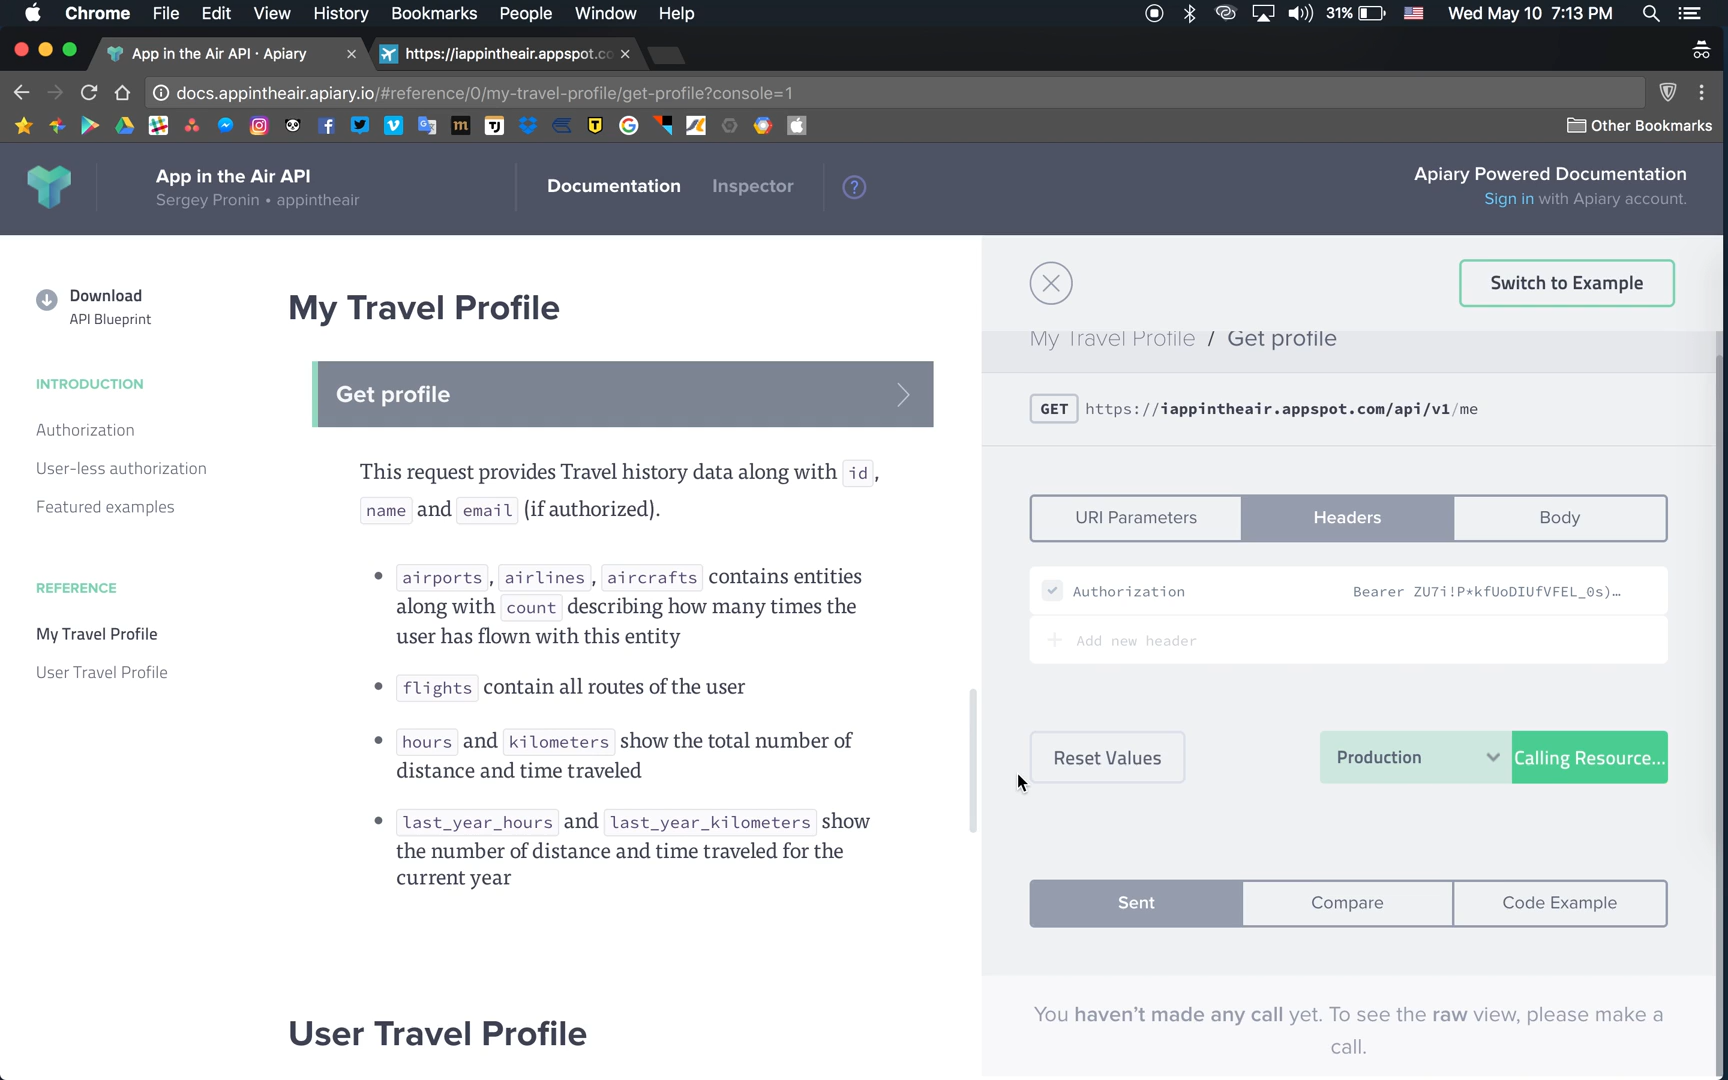 Chrome File Edit View History Bookmarks People Window Help 31% Wed May 10 7:13 PM
App in the Air API · Apiary https://iappintheair.appspot.co
docs.appintheair.apiary.io/#reference/0/my-travel-profile/get-profile?console=1
Other Bookmarks
App in the Air API
Sergey Pronin • appintheair
Documentation Inspector ?
Apiary Powered Documentation
Sign in with Apiary account.
Download
API Blueprint
INTRODUCTION
Authorization
User-less authorization
Featured examples
REFERENCE
My Travel Profile
User Travel Profile
My Travel Profile
Get profile
This request provides Travel history data along with id,
name and email (if authorized).
• airports, airlines, aircrafts contains entities
along with count describing how many times the
user has flown with this entity
• flights contain all routes of the user
• hours and kilometers show the total number of
distance and time traveled
• last_year_hours and last_year_kilometers show
the number of distance and time traveled for the
current year
User Travel Profile
Switch to Example
My Travel Profile / Get profile
GET https://iappintheair.appspot.com/api/v1/me
URI Parameters Headers Body
Authorization Bearer ZU7i!P*kfUoDIUfVFEL_0s)…
+ Add new header
Reset Values Production Calling Resource...
Sent Compare Code Example
You haven't made any call yet. To see the raw view, please make a
call.